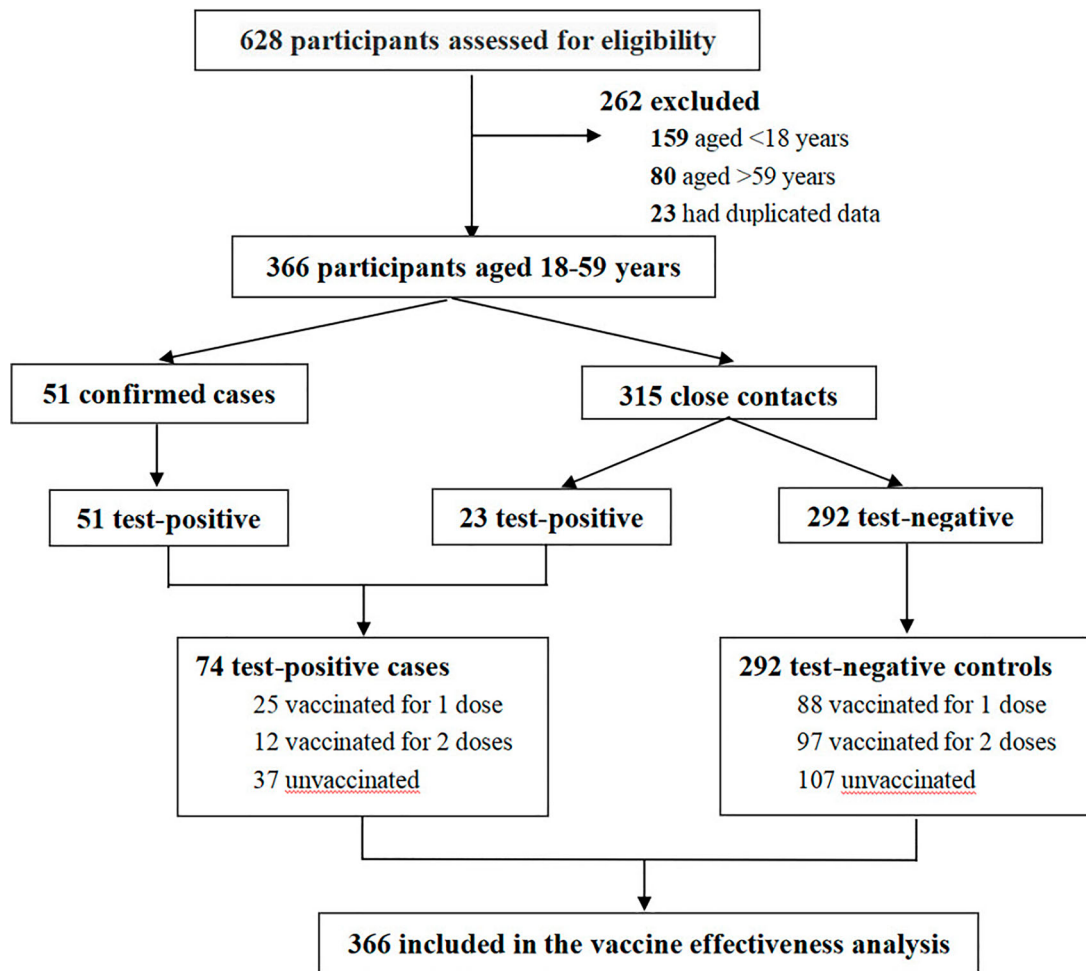 628 participants assessed for eligibility
262 excluded
159 aged <18 years
80 aged >59 years
23 had duplicated data
366 participants aged 18-59 years
51 confirmed cases
315 close contacts
51 test-positive
23 test-positive
292 test-negative
74 test-positive cases
25 vaccinated for 1 dose
12 vaccinated for 2 doses
37 unvaccinated
292 test-negative controls
88 vaccinated for 1 dose
97 vaccinated for 2 doses
107 unvaccinated
366 included in the vaccine effectiveness analysis